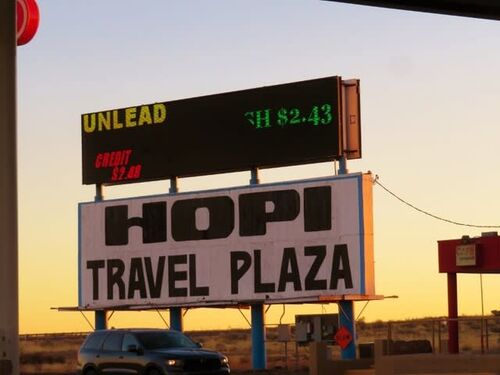 UNLEAD
SH $2.43
CREDIT
$2.48
HOPI
TRAVEL PLAZA